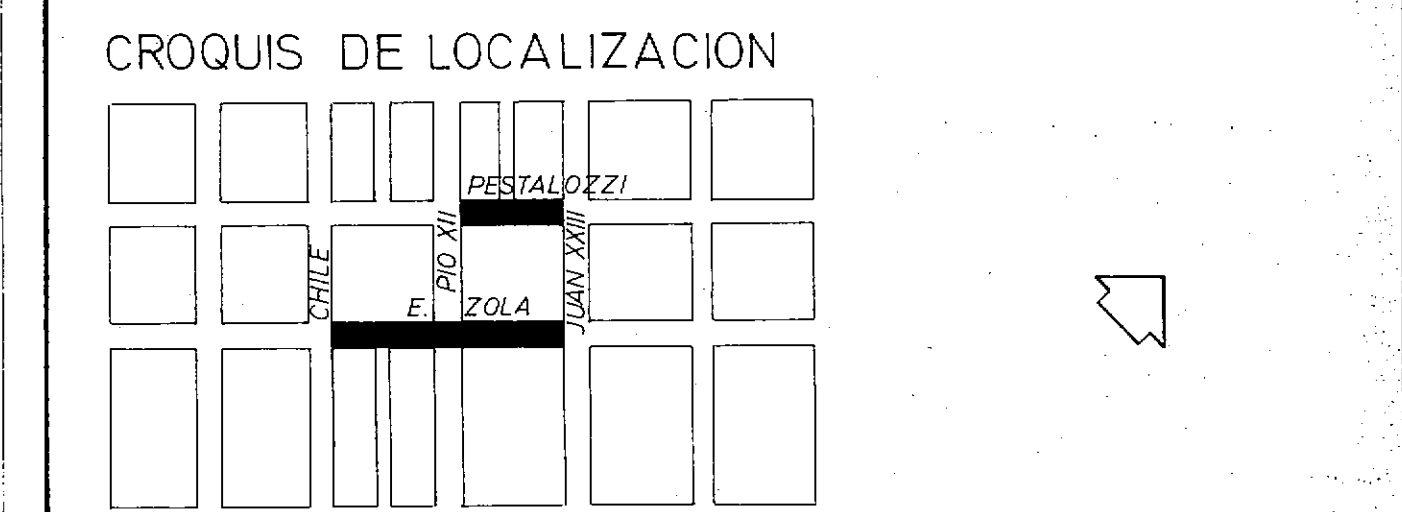 CROQUIS DE LOCALIZACION
PESTALOZZI
CHILE
PIO XII
JUAN XXIII
E. ZOLA